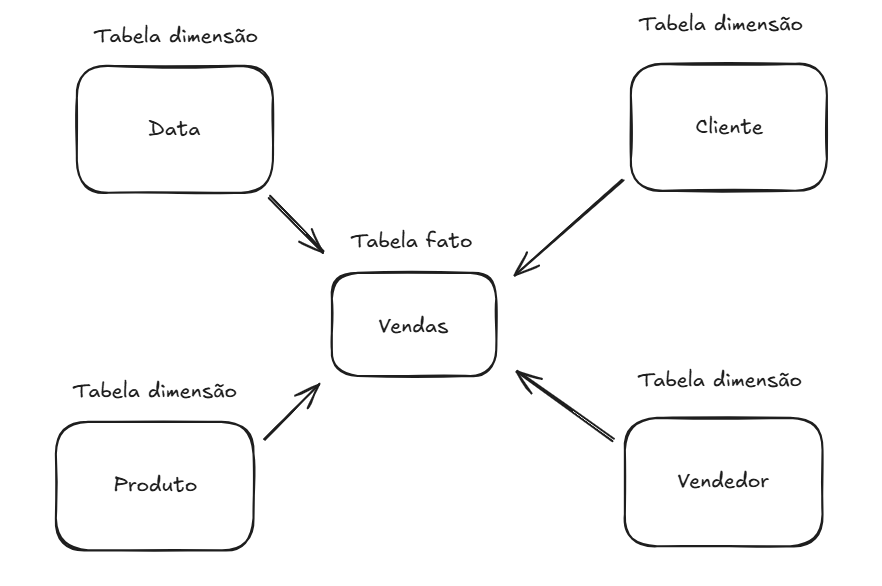 Tabela dimensão
Data
Tabela dimensão
Cliente
Tabela fato
Vendas
Tabela dimensão
Produto
Tabela dimensão
Vendedor